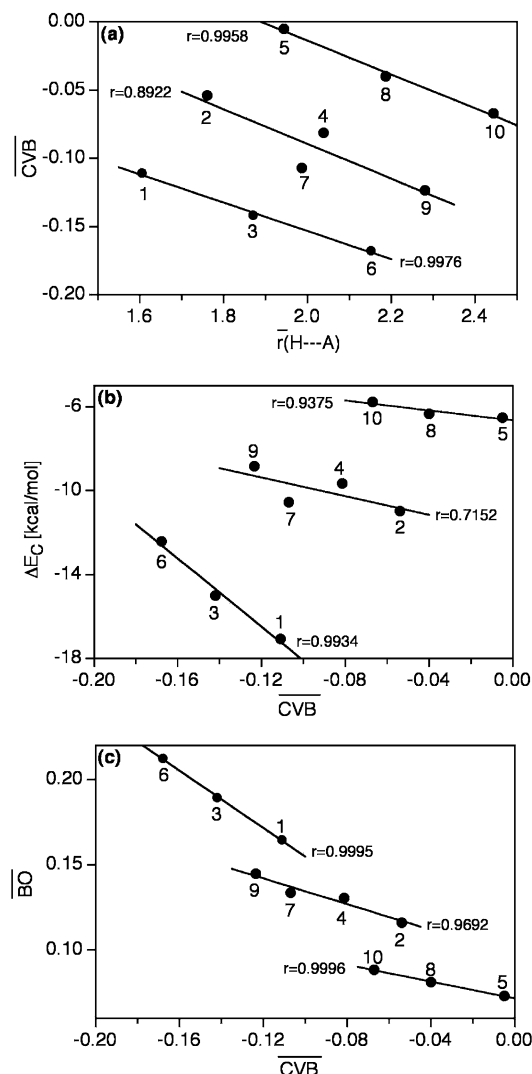 (a)
0.00
-0.05
-0.10
-0.15
-0.20
CVB
r=0.9958
5
8
10
r=0.8922
2
4
7
9
1
3
6
r=0.9976
1.6 1.8 2.0 2.2 2.4
r(H---A)
(b)
-6
-10
-14
-18
ΔEC [kcal/mol]
r=0.9375
10
8
5
9
4
7
2
r=0.7152
6
3
1
r=0.9934
-0.20 -0.16 -0.12 -0.08 -0.04 0.00
CVB
(c)
0.20
0.15
0.10
BO
6
3
1
r=0.9995
9
7
4
2
r=0.9692
10
8
5
r=0.9996
-0.20 -0.16 -0.12 -0.08 -0.04 0.00
CVB